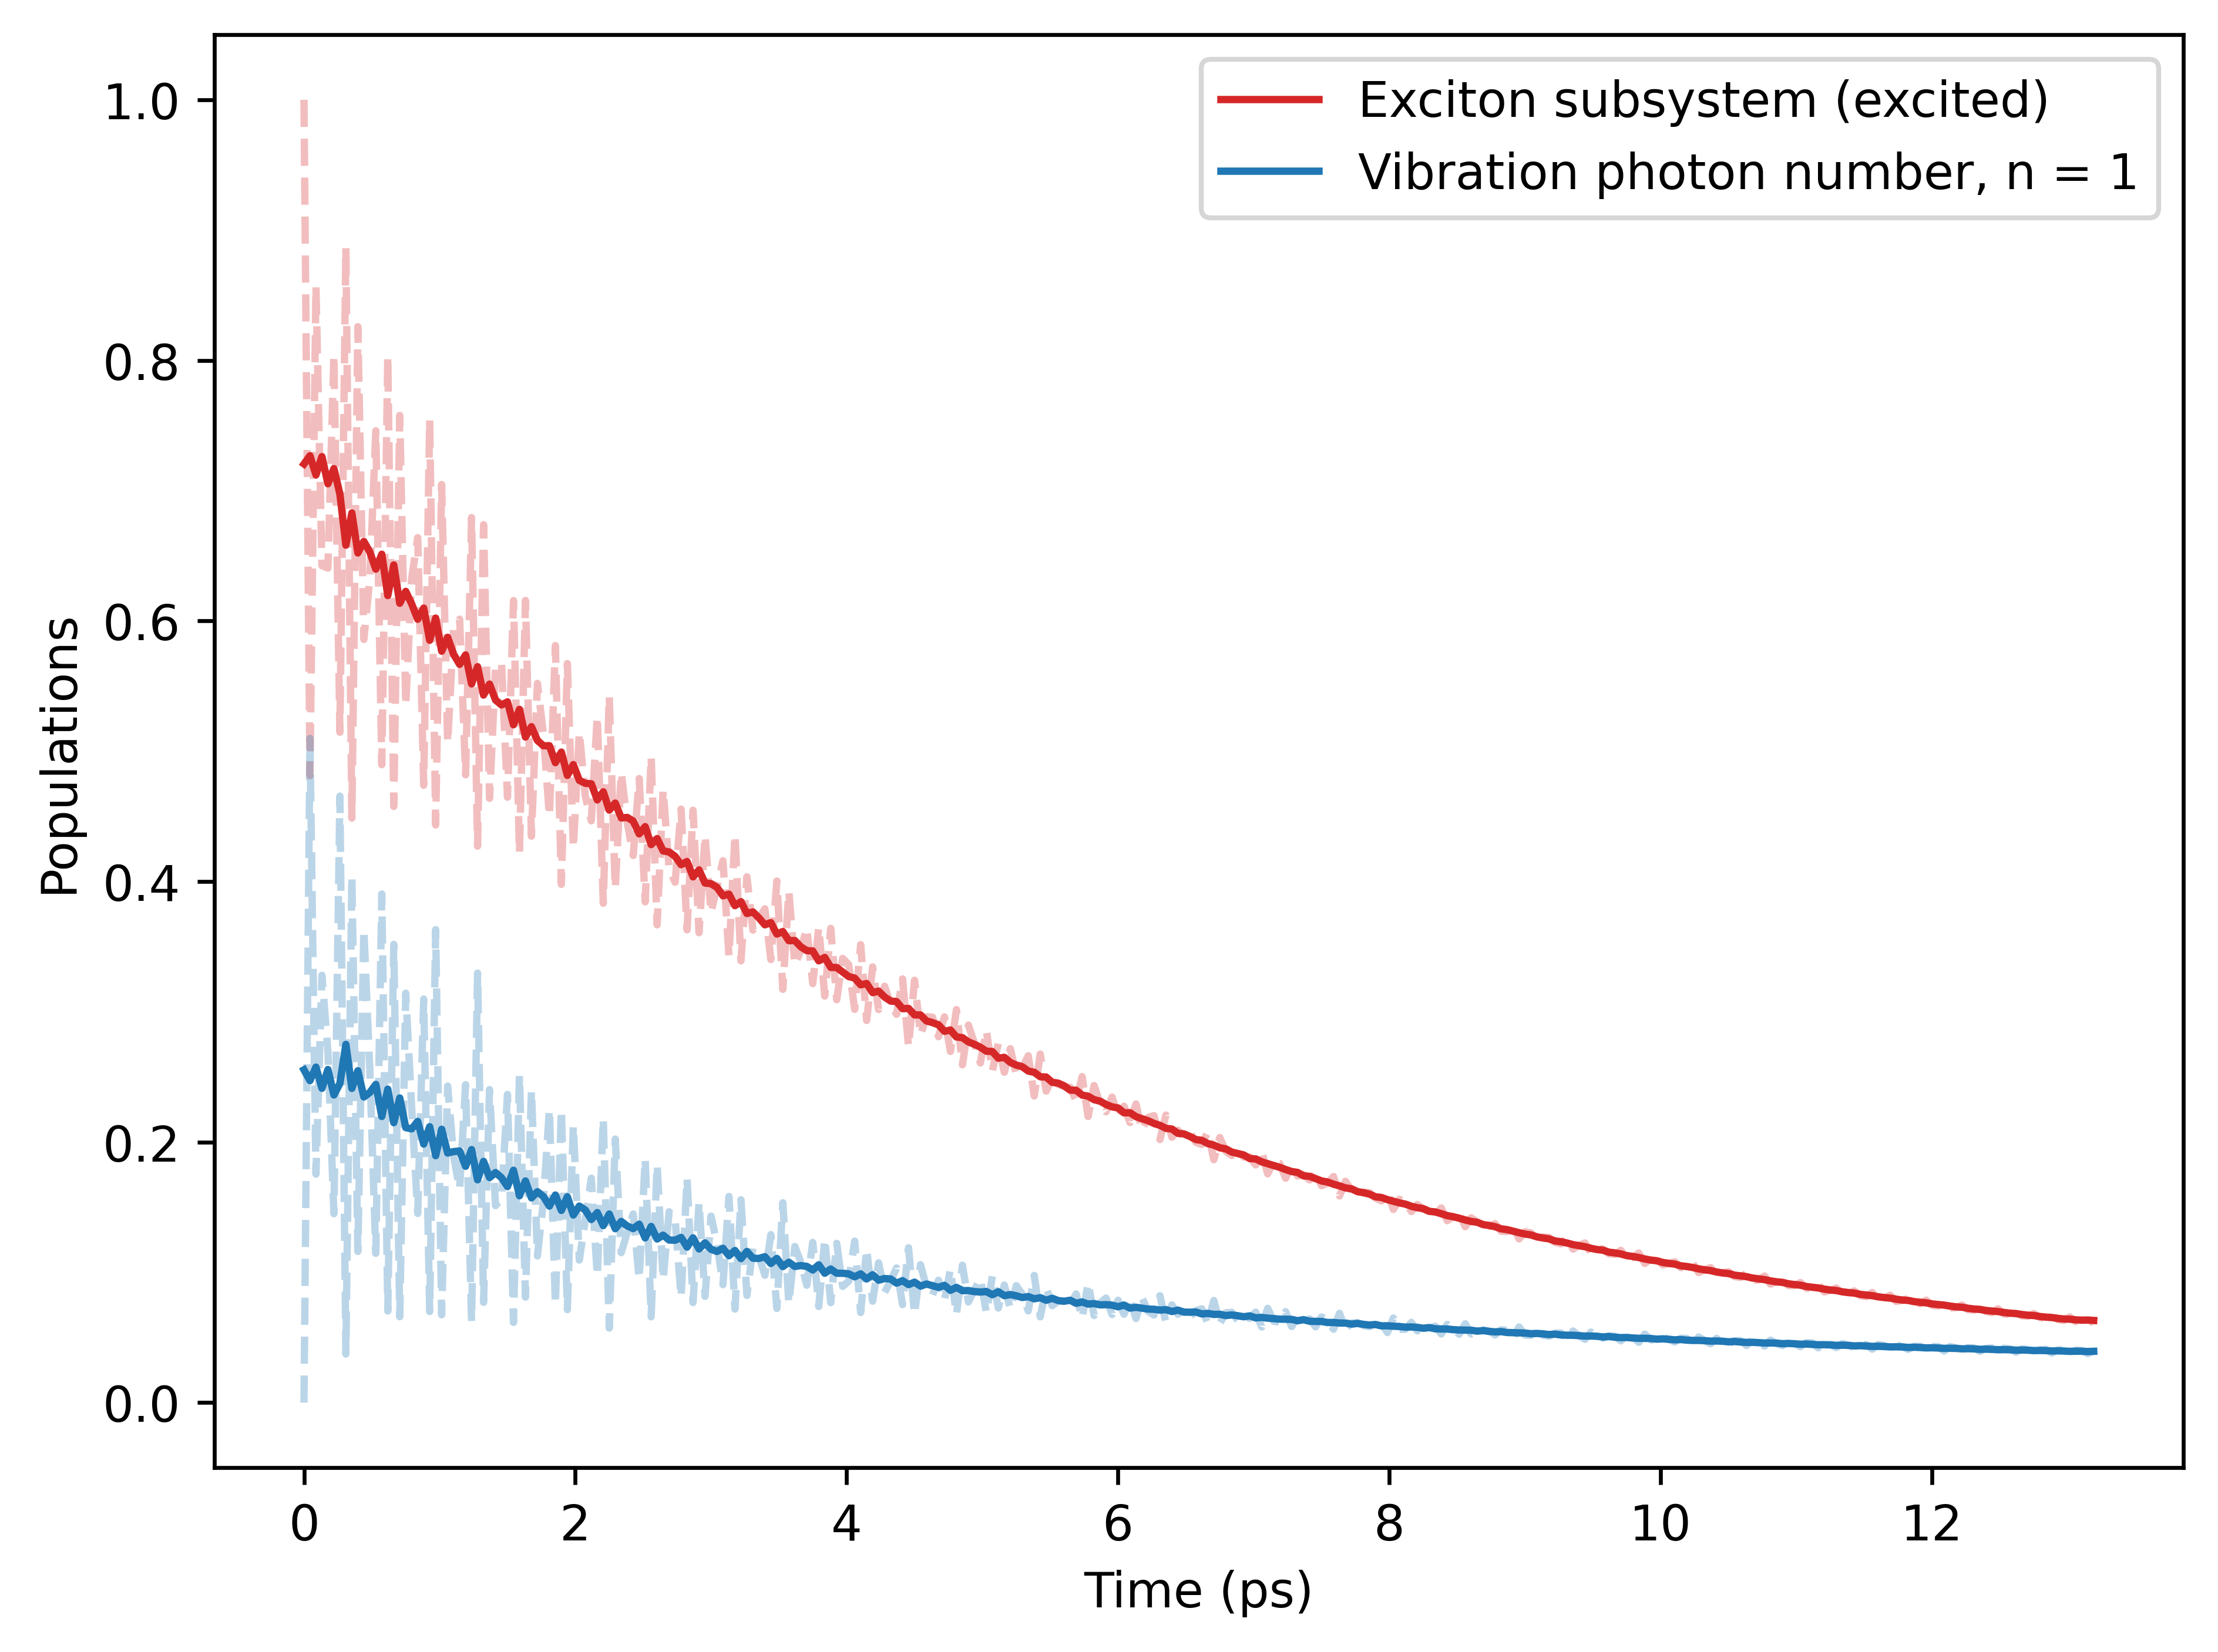 Exciton subsystem (excited)
Vibration photon number, n = 1
1.0
0.8
0.6
0.4
0.2
0.0
Populations
0 2 4 6 8 10 12
Time (ps)